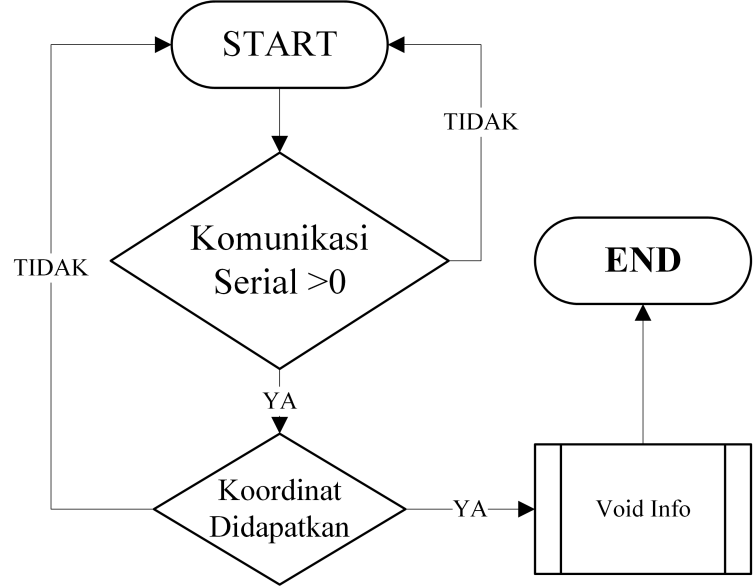 START
TIDAK
Komunikasi
Serial >0
TIDAK
END
YA
Koordinat
Didapatkan
YA
Void Info